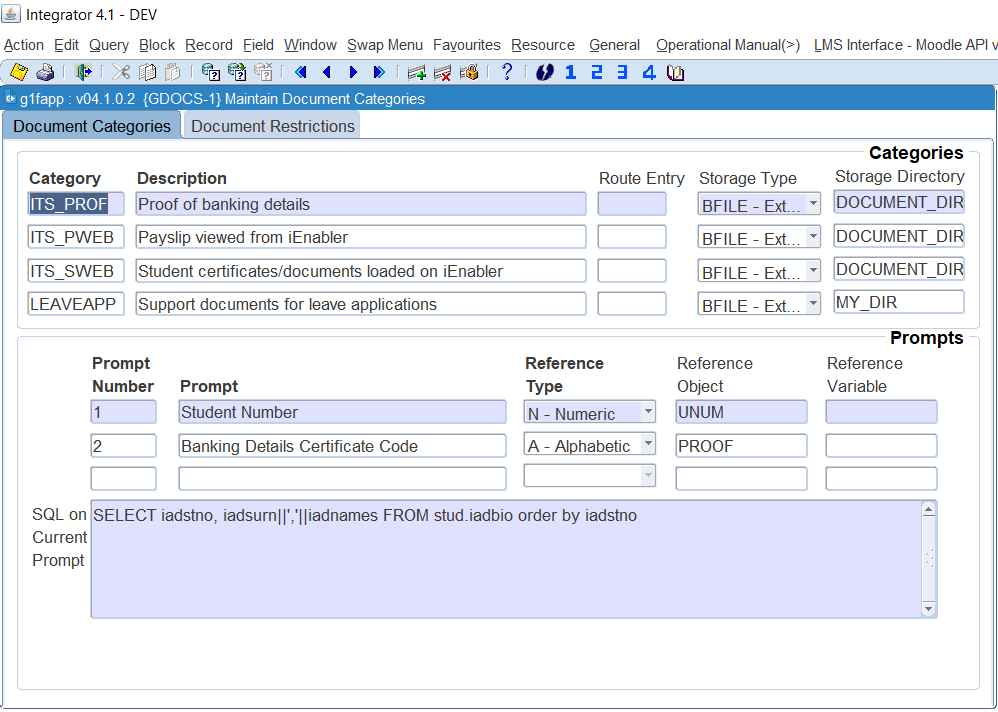 Integrator 4.1 - DEV
Action Edit Query Block Record Field Window Swap Menu Favourites Resource General Operational Manual(>) LMS Interface - Moodle API v
? 1 2 3 4
g1fapp : v04.1.0.2 {GDOCS-1} Maintain Document Categories
Document Categories Document Restrictions
Categories
Category Description Route Entry Storage Type Storage Directory
ITS_PROF Proof of banking details BFILE - Ext... DOCUMENT_DIR
ITS_PWEB Payslip viewed from iEnabler BFILE - Ext... DOCUMENT_DIR
ITS_SWEB Student certificates/documents loaded on iEnabler BFILE - Ext... DOCUMENT_DIR
LEAVEAPP Support documents for leave applications BFILE - Ext... MY_DIR
Prompts
Prompt Reference Reference Reference
Number Prompt Type Object Variable
1 Student Number N - Numeric UNUM
2 Banking Details Certificate Code A - Alphabetic PROOF
SQL on SELECT iadstno, iadsurn||','||iadnames FROM stud.iadbio order by iadstno
Current
Prompt